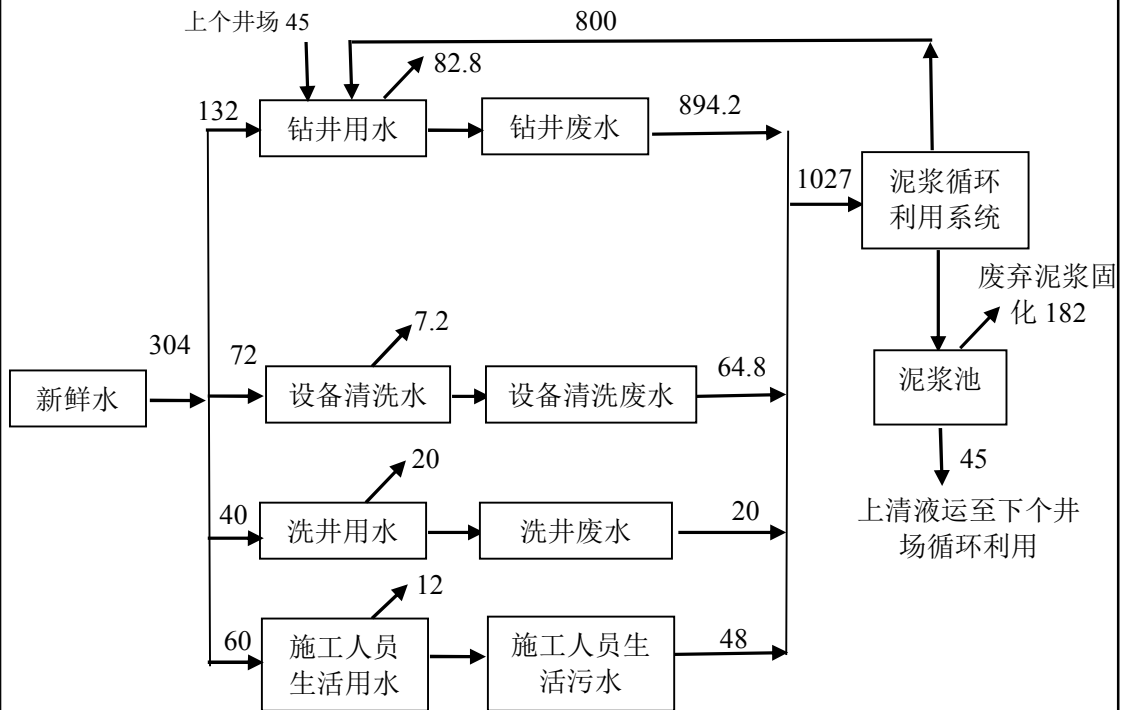 上个井场 45
800
82.8
132
钻井用水
钻井废水
894.2
1027
泥浆循环
利用系统
废弃泥浆固
化 182
304
新鲜水
72
7.2
设备清洗水
设备清洗废水
64.8
泥浆池
45
上清液运至下个井
场循环利用
40
20
洗井用水
洗井废水
20
60
12
施工人员
生活用水
施工人员生
活污水
48